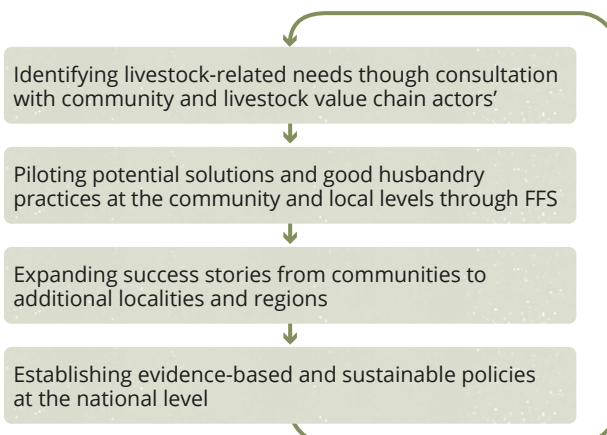 Identifying livestock-related needs though consultation
with community and livestock value chain actors’
Piloting potential solutions and good husbandry
practices at the community and local levels through FFS
Expanding success stories from communities to
additional localities and regions
Establishing evidence-based and sustainable policies
at the national level